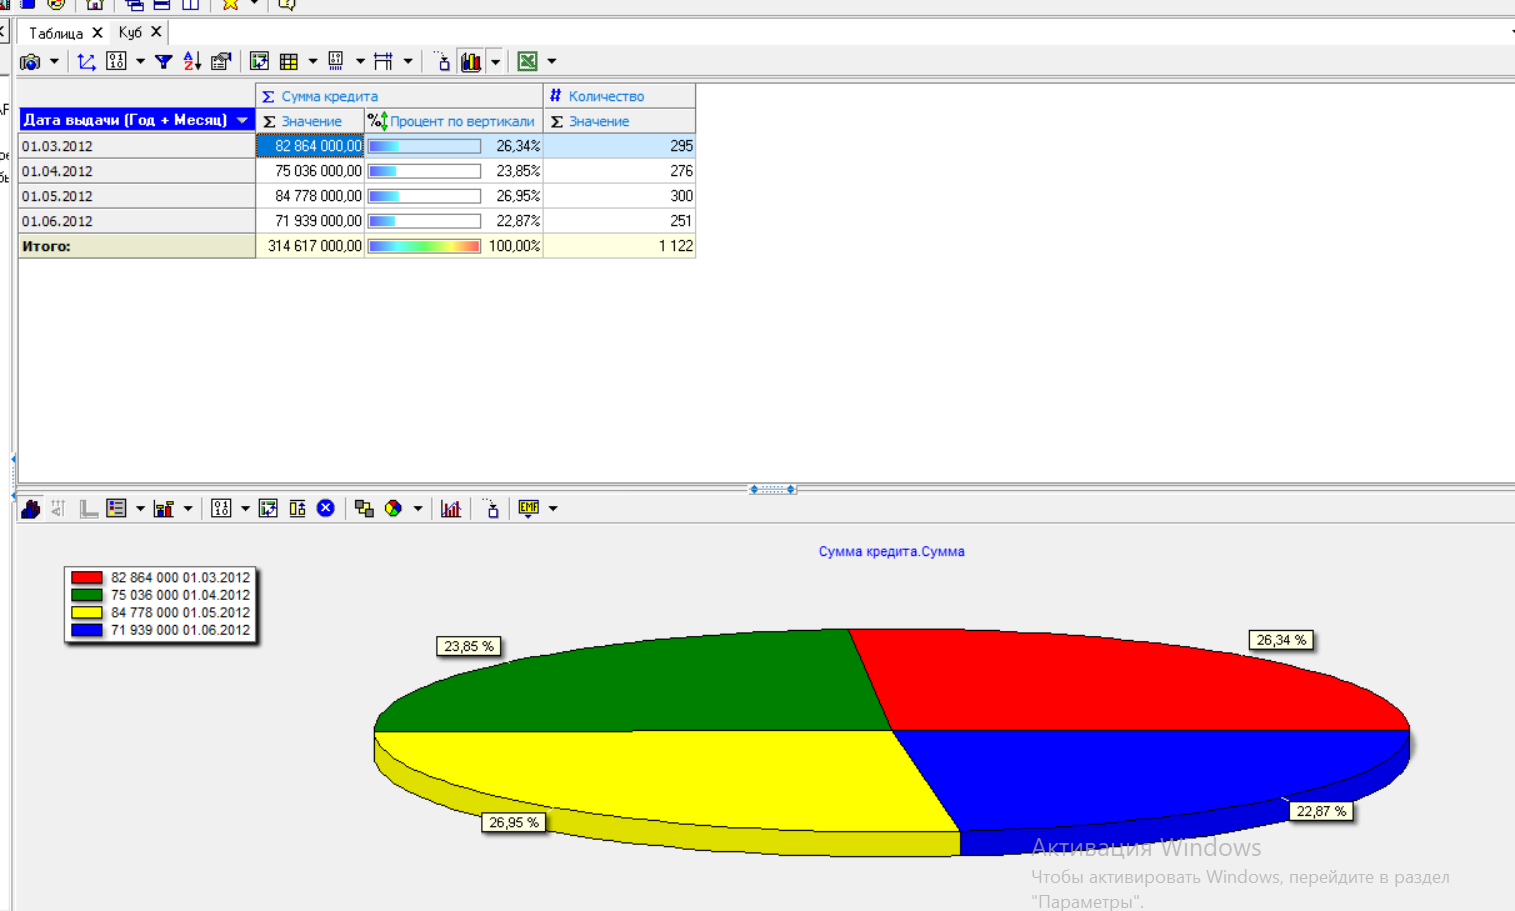 Таблица X Куб X
Σ Сумма кредита # Количество
Дата выдачи (Год + Месяц) Σ Значение % Процент по вертикали Σ Значение
01.03.2012 82 864 000,00 26,34% 295
01.04.2012 75 036 000,00 23,85% 276
01.05.2012 84 778 000,00 26,95% 300
01.06.2012 71 939 000,00 22,87% 251
Итого: 314 617 000,00 100,00% 1 122
EMF
Сумма кредита.Сумма
82 864 000 01.03.2012
75 036 000 01.04.2012
84 778 000 01.05.2012
71 939 000 01.06.2012
23,85 %
26,34 %
26,95 %
22,87 %
Активация Windows
Чтобы активировать Windows, перейдите в раздел
"Параметры".